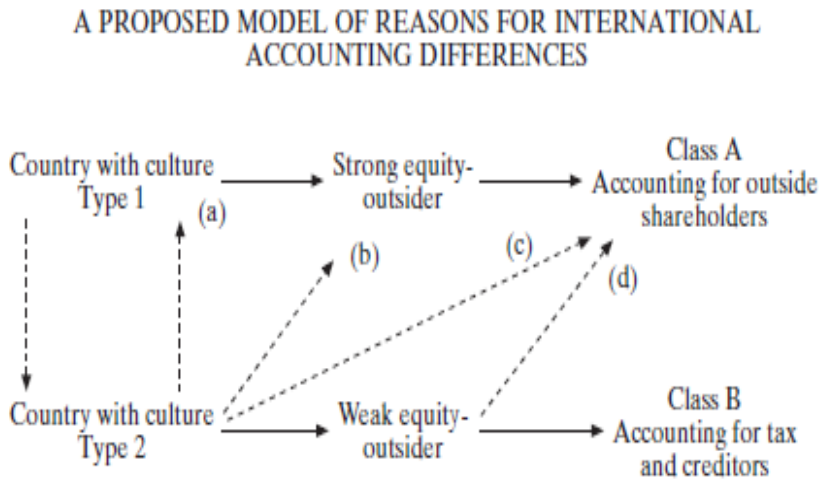 A PROPOSED MODEL OF REASONS FOR INTERNATIONAL
ACCOUNTING DIFFERENCES
Country with culture
Type 1
(a)
Strong equity-
outsider
Class A
Accounting for outside
shareholders
(b)
(c)
(d)
Country with culture
Type 2
Weak equity-
outsider
Class B
Accounting for tax
and creditors